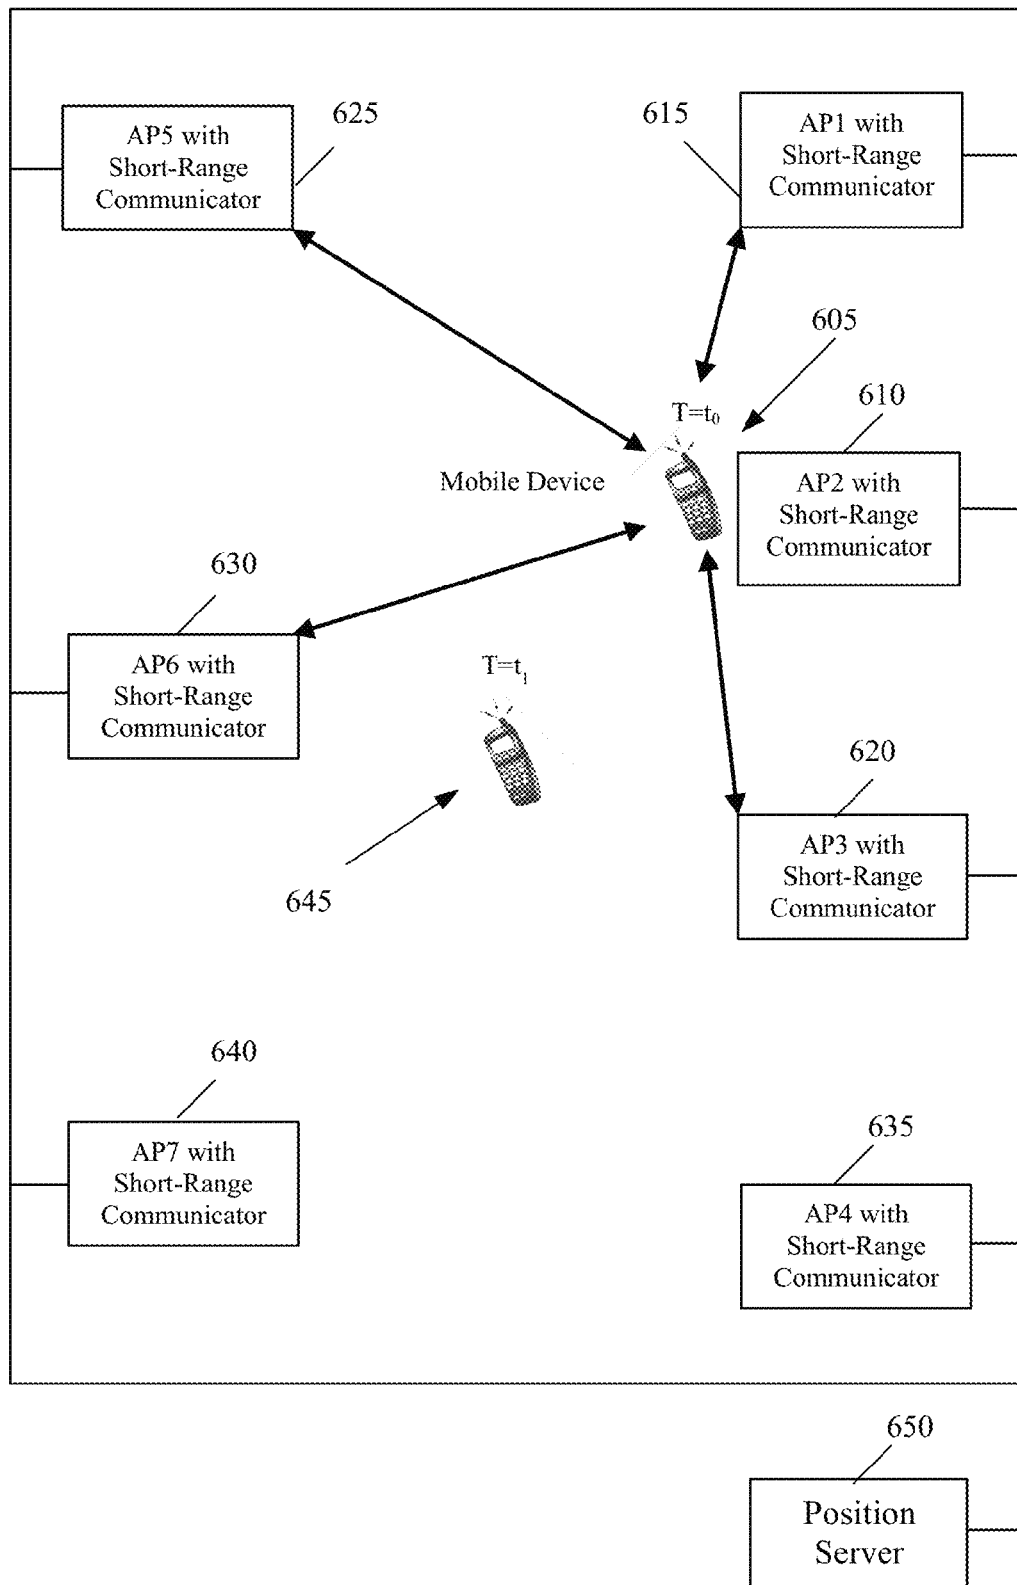 625
615
AP5 with
Short-Range
Communicator
AP1 with
Short-Range
Communicator
605
T=t0
610
Mobile Device
AP2 with
Short-Range
Communicator
630
AP6 with
Short-Range
Communicator
T=t1
620
645
AP3 with
Short-Range
Communicator
640
AP7 with
Short-Range
Communicator
635
AP4 with
Short-Range
Communicator
650
Position
Server